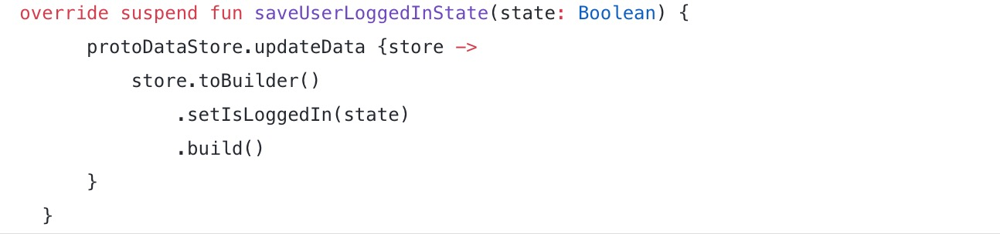 override suspend fun saveUserLoggedInState(state: Boolean) {
protoDataStore.updateData {store ->
store.toBuilder()
.setIsLoggedIn(state)
.build()
}
}